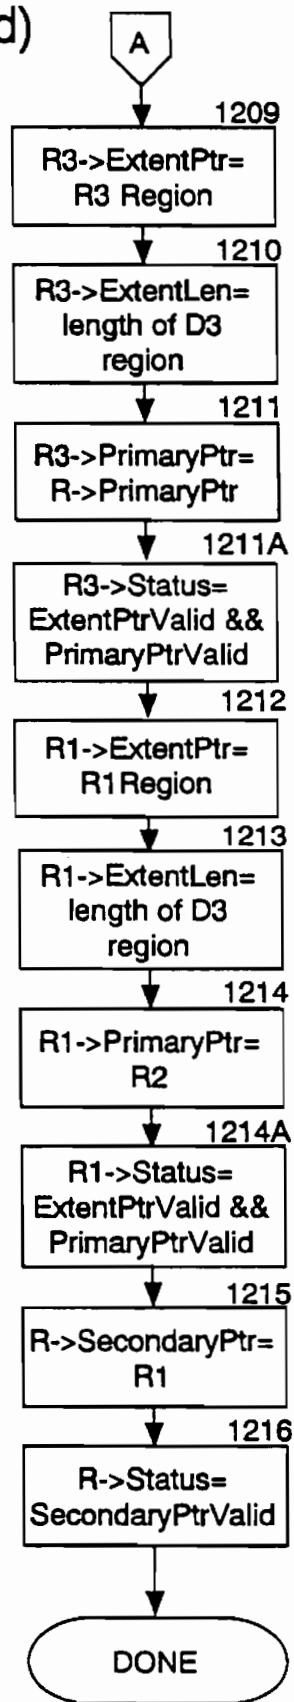 d)
A
1209
R3->ExtentPtr=
R3 Region
1210
R3->ExtentLen=
length of D3
region
1211
R3->PrimaryPtr=
R->PrimaryPtr
1211A
R3->Status=
ExtentPtrValid &&
PrimaryPtrValid
1212
R1->ExtentPtr=
R1 Region
1213
R1->ExtentLen=
length of D3
region
1214
R1->PrimaryPtr=
R2
1214A
R1->Status=
ExtentPtrValid &&
PrimaryPtrValid
1215
R->SecondaryPtr=
R1
1216
R->Status=
SecondaryPtrValid
DONE